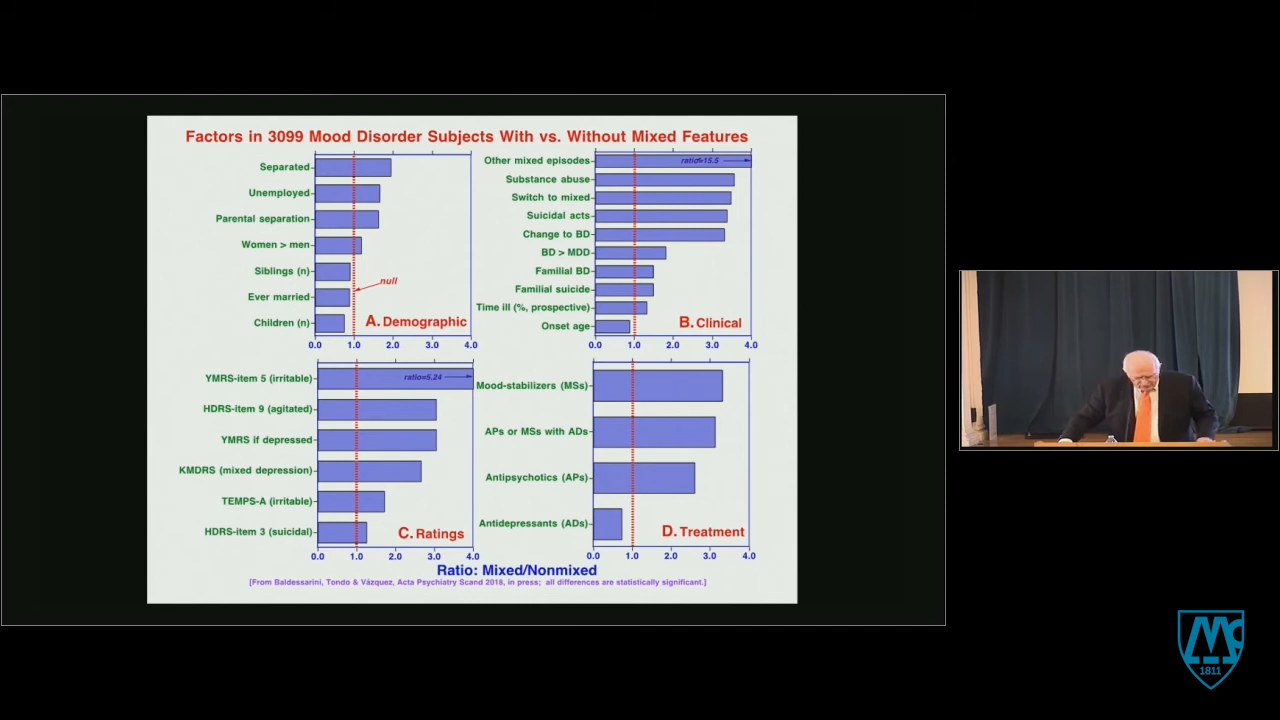 Factors in 3099 Mood Disorder Subjects With vs. Without Mixed Features
Separated
Unemployed
Parental separation
Women > men
Siblings (n)
Ever married
Children (n)
null
A. Demographic
0.0 1.0 2.0 3.0 4.0
Other mixed episodes
Substance abuse
Switch to mixed
Suicidal acts
Change to BD
BD > MDD
Familial BD
Familial suicide
Time ill (%, prospective)
Onset age
ratio=15.5
B. Clinical
0.0 1.0 2.0 3.0 4.0
YMRS-item 5 (irritable)
HDRS-item 9 (agitated)
YMRS if depressed
KMDRS (mixed depression)
TEMPS-A (irritable)
HDRS-item 3 (suicidal)
ratio=5.24
C. Ratings
0.0 1.0 2.0 3.0 4.0
Mood-stabilizers (MSs)
APs or MSs with ADs
Antipsychotics (APs)
Antidepressants (ADs)
D. Treatment
0.0 1.0 2.0 3.0 4.0
Ratio: Mixed/Nonmixed
[From Baldessarini, Tondo & Vázquez, Acta Psychiatry Scand 2018, in press; all differences are statistically significant.]
Mc
1811